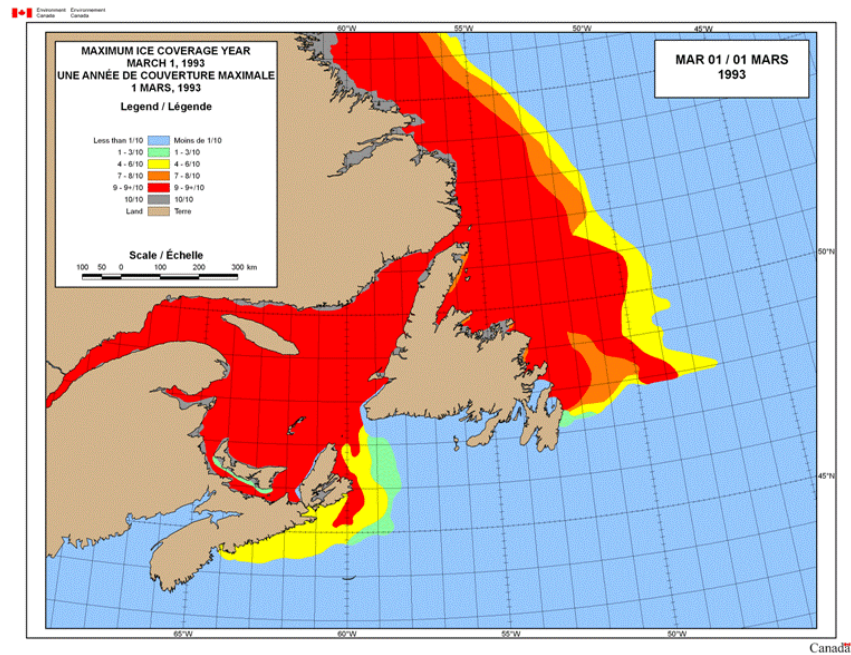 Environment Environnement
Canada Canada
60°W 55°W 50°W
MAXIMUM ICE COVERAGE YEAR
MARCH 1, 1993
UNE ANNÉE DE COUVERTURE MAXIMALE
1 MARS, 1993
Legend / Légende
Less than 1/10 Moins de 1/10
1 - 3/10 1 - 3/10
4 - 6/10 4 - 6/10
7 - 8/10 7 - 8/10
9 - 9+/10 9 - 9+/10
10/10 10/10
Land Terre
Scale / Échelle
100 50 0 100 200 300 km
MAR 01 / 01 MARS
1993
50°N
45°N
65°W 60°W 55°W 50°W
Canada